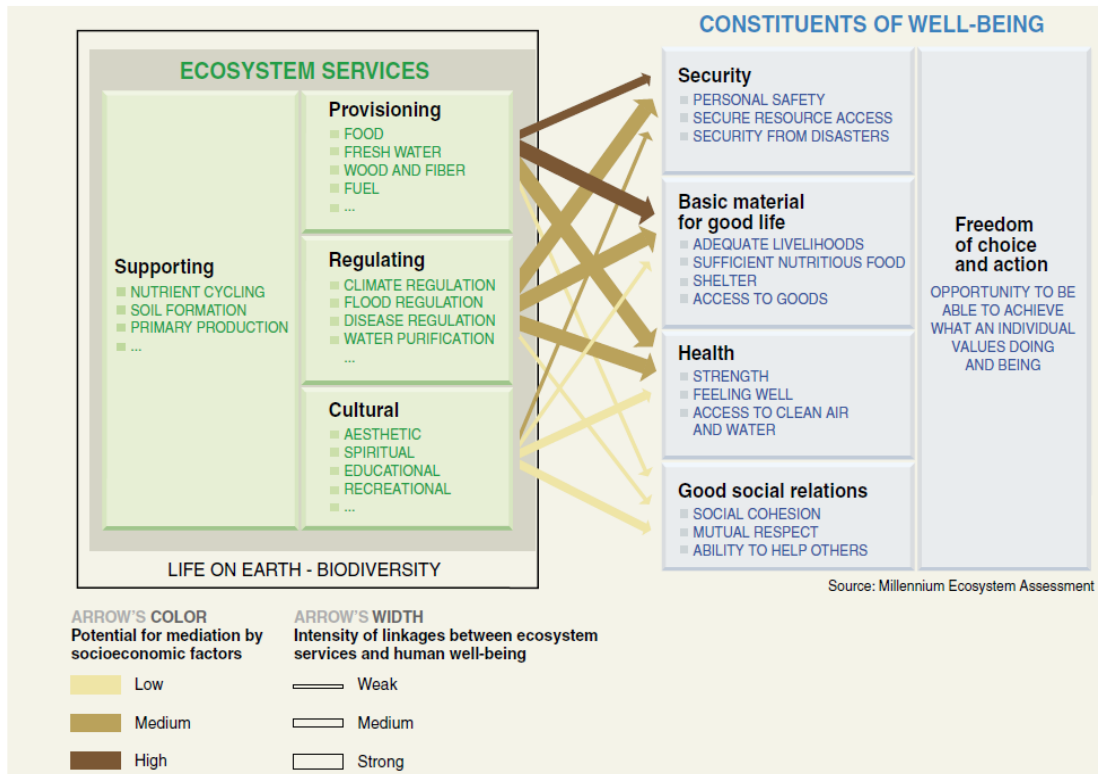 CONSTITUENTS OF WELL-BEING
ECOSYSTEM SERVICES
Supporting
NUTRIENT CYCLING
SOIL FORMATION
PRIMARY PRODUCTION
...
Provisioning
FOOD
FRESH WATER
WOOD AND FIBER
FUEL
...
Regulating
CLIMATE REGULATION
FLOOD REGULATION
DISEASE REGULATION
WATER PURIFICATION
...
Cultural
AESTHETIC
SPIRITUAL
EDUCATIONAL
RECREATIONAL
...
LIFE ON EARTH - BIODIVERSITY
Security
PERSONAL SAFETY
SECURE RESOURCE ACCESS
SECURITY FROM DISASTERS
Basic material
for good life
ADEQUATE LIVELIHOODS
SUFFICIENT NUTRITIOUS FOOD
SHELTER
ACCESS TO GOODS
Health
STRENGTH
FEELING WELL
ACCESS TO CLEAN AIR
AND WATER
Good social relations
SOCIAL COHESION
MUTUAL RESPECT
ABILITY TO HELP OTHERS
Freedom
of choice
and action
OPPORTUNITY TO BE
ABLE TO ACHIEVE
WHAT AN INDIVIDUAL
VALUES DOING
AND BEING
Source: Millennium Ecosystem Assessment
ARROW'S COLOR
Potential for mediation by
socioeconomic factors
Low
Medium
High
ARROW'S WIDTH
Intensity of linkages between ecosystem
services and human well-being
Weak
Medium
Strong